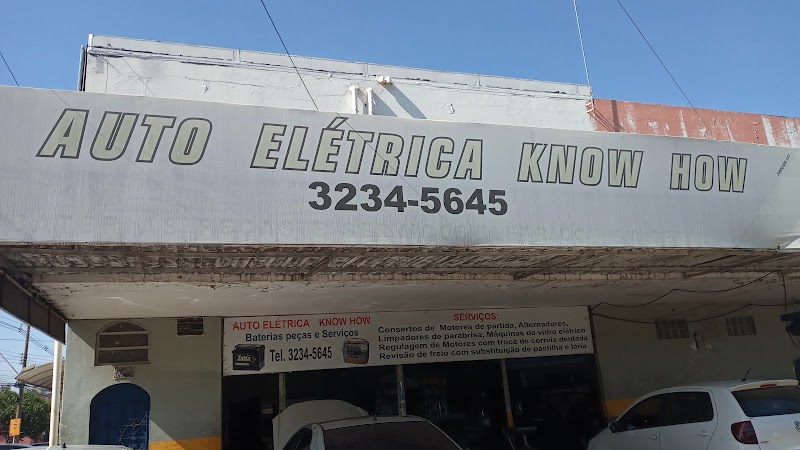 AUTO ELÉTRICA KNOW HOW
3234-5645
AUTO ELÉTRICA KNOW HOW
Baterias peças e Serviços
Tel. 3234-5645
SERVIÇOS:
Consertos de Motores de partida, Alternadores,
Limpadores de parabrisa, Máquinas do vidro elétrico
Regulagem de Motores com troca de correia dentada
Revisão de freio com substituição de pastilha e lona